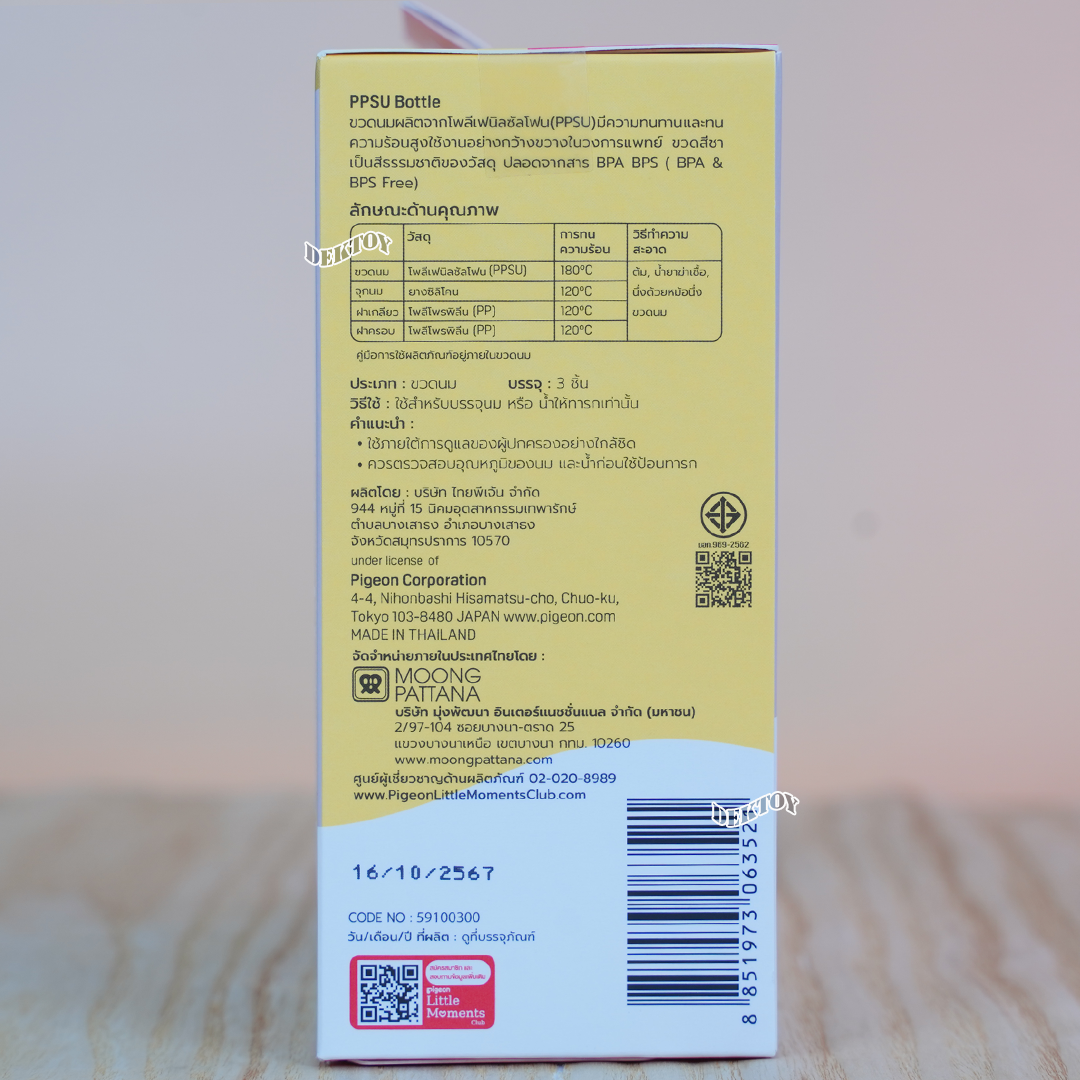 PPSU Bottle
ขวดนมผลิตจากโพลีเฟนิลซัลโฟน(PPSU)มีความทนทานและทน
ความร้อนสูงใช้งานอย่างกว้างขวางในวงการแพทย์ ขวดสีชา
เป็นสีธรรมชาติของวัสดุ ปลอดจากสาร BPA BPS ( BPA &
BPS Free)
ลักษณะด้านคุณภาพ
DEKTOY
วัสดุ การทนความร้อน วิธีทำความสะอาด
ขวดนม โพลีเฟนิลซัลโฟน (PPSU) 180°C ต้ม, น้ำยาฆ่าเชื้อ,
จุกนม ยางซิลิโคน 120°C นึ่งด้วยหม้อนึ่ง
ฝาเกลียว โพลีโพรพิลีน (PP) 120°C ขวดนม
ฝาครอบ โพลีโพรพิลีน (PP) 120°C
คู่มือการใช้ผลิตภัณฑ์อยู่ภายในขวดนม
ประเภท : ขวดนม บรรจุ : 3 ชิ้น
วิธีใช้ : ใช้สำหรับบรรจุนม หรือ น้ำให้ทารกเท่านั้น
คำแนะนำ :
• ใช้ภายใต้การดูแลของผู้ปกครองอย่างใกล้ชิด
• ควรตรวจสอบอุณหภูมิของนม และน้ำก่อนใช้ป้อนทารก
ผลิตโดย : บริษัท ไทยพีเจ้น จำกัด
944 หมู่ที่ 15 นิคมอุตสาหกรรมเทพารักษ์
ตำบลบางเสาธง อำเภอบางเสาธง
จังหวัดสมุทรปราการ 10570
มอก.969-2562
under license of
Pigeon Corporation
4-4, Nihonbashi Hisamatsu-cho, Chuo-ku,
Tokyo 103-8480 JAPAN www.pigeon.com
MADE IN THAILAND
จัดจำหน่ายภายในประเทศไทยโดย :
MOONG
PATTANA
บริษัท มุ่งพัฒนา อินเตอร์แนชชั่นแนล จำกัด (มหาชน)
2/97-104 ซอยบางนา-ตราด 25
แขวงบางนาเหนือ เขตบางนา กทม. 10260
www.moongpattana.com
ศูนย์ผู้เชี่ยวชาญด้านผลิตภัณฑ์ 02-020-8989
www.PigeonLittleMomentsClub.com
DEKTOY
16/10/2567
CODE NO : 59100300
วัน/เดือน/ปี ที่ผลิต : ดูที่บรรจุภัณฑ์
8 851973 06352
สมัครสมาชิก และ
สอบถามข้อมูลเพิ่มเติม
pigeon
Little
Moments
Club